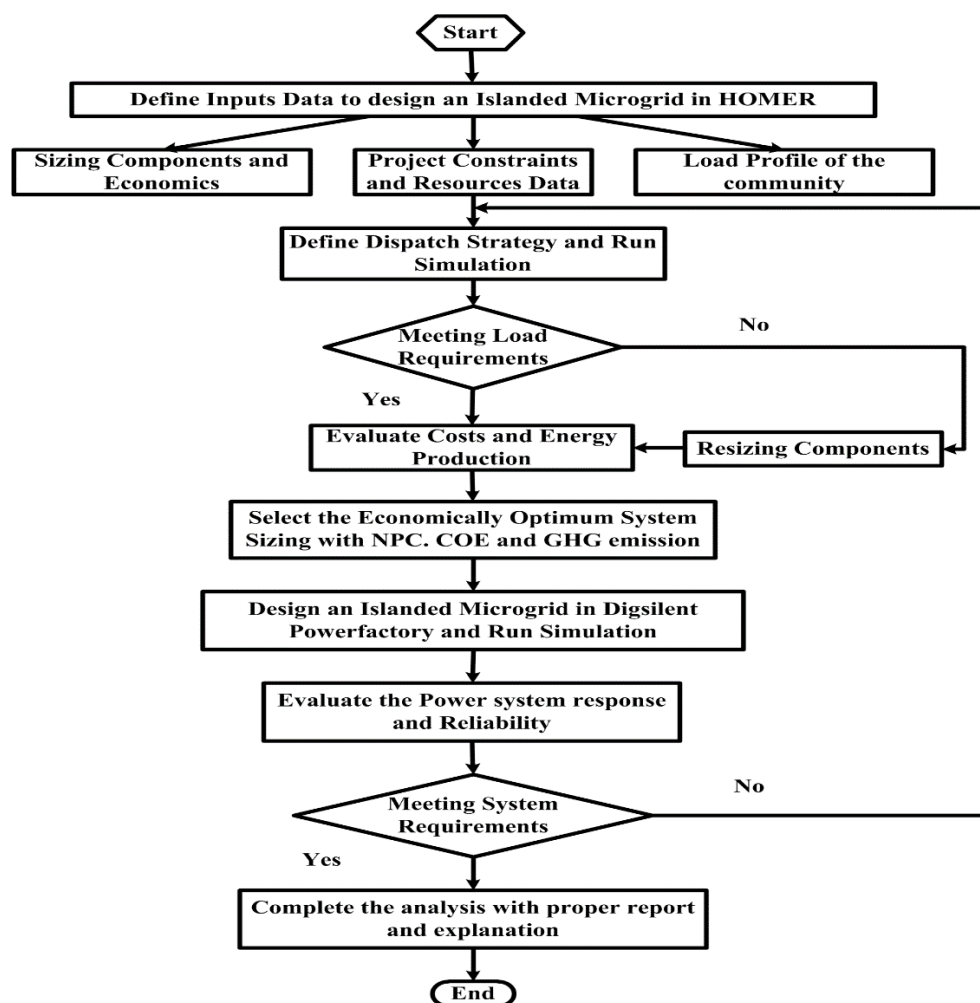 Start
Define Inputs Data to design an Islanded Microgrid in HOMER
Sizing Components and
Economics
Project Constraints
and Resources Data
Load Profile of the
community
Define Dispatch Strategy and Run
Simulation
Meeting Load
Requirements
No
Yes
Evaluate Costs and Energy
Production
Resizing Components
Select the Economically Optimum System
Sizing with NPC. COE and GHG emission
Design an Islanded Microgrid in Digsilent
Powerfactory and Run Simulation
Evaluate the Power system response
and Reliability
Meeting System
Requirements
No
Yes
Complete the analysis with proper report
and explanation
End